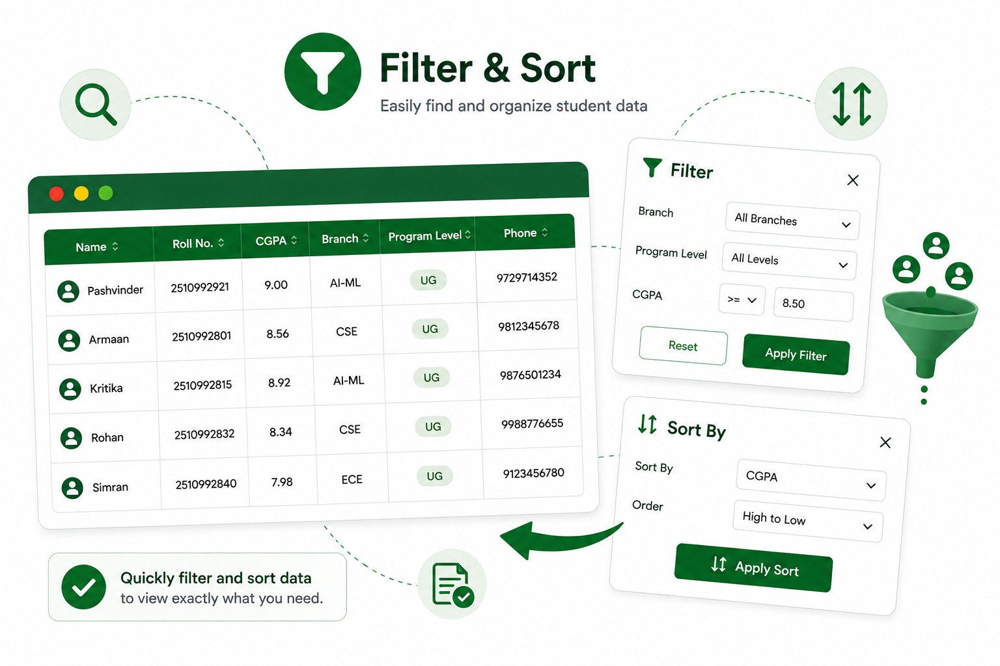 Filter & Sort
Easily find and organize student data
Name Roll No. CGPA Branch Program Level Phone
Pashvinder 2510992921 9.00 AI-ML UG 9729714352
Armaan 2510992801 8.56 CSE UG 9812345678
Kritika 2510992815 8.92 AI-ML UG 9876501234
Rohan 2510992832 8.34 CSE UG 9988776655
Simran 2510992840 7.98 ECE UG 9123456780
Filter
Branch All Branches
Program Level All Levels
CGPA >= 8.50
Reset Apply Filter
Sort By
Sort By CGPA
Order High to Low
Apply Sort
Quickly filter and sort data
to view exactly what you need.